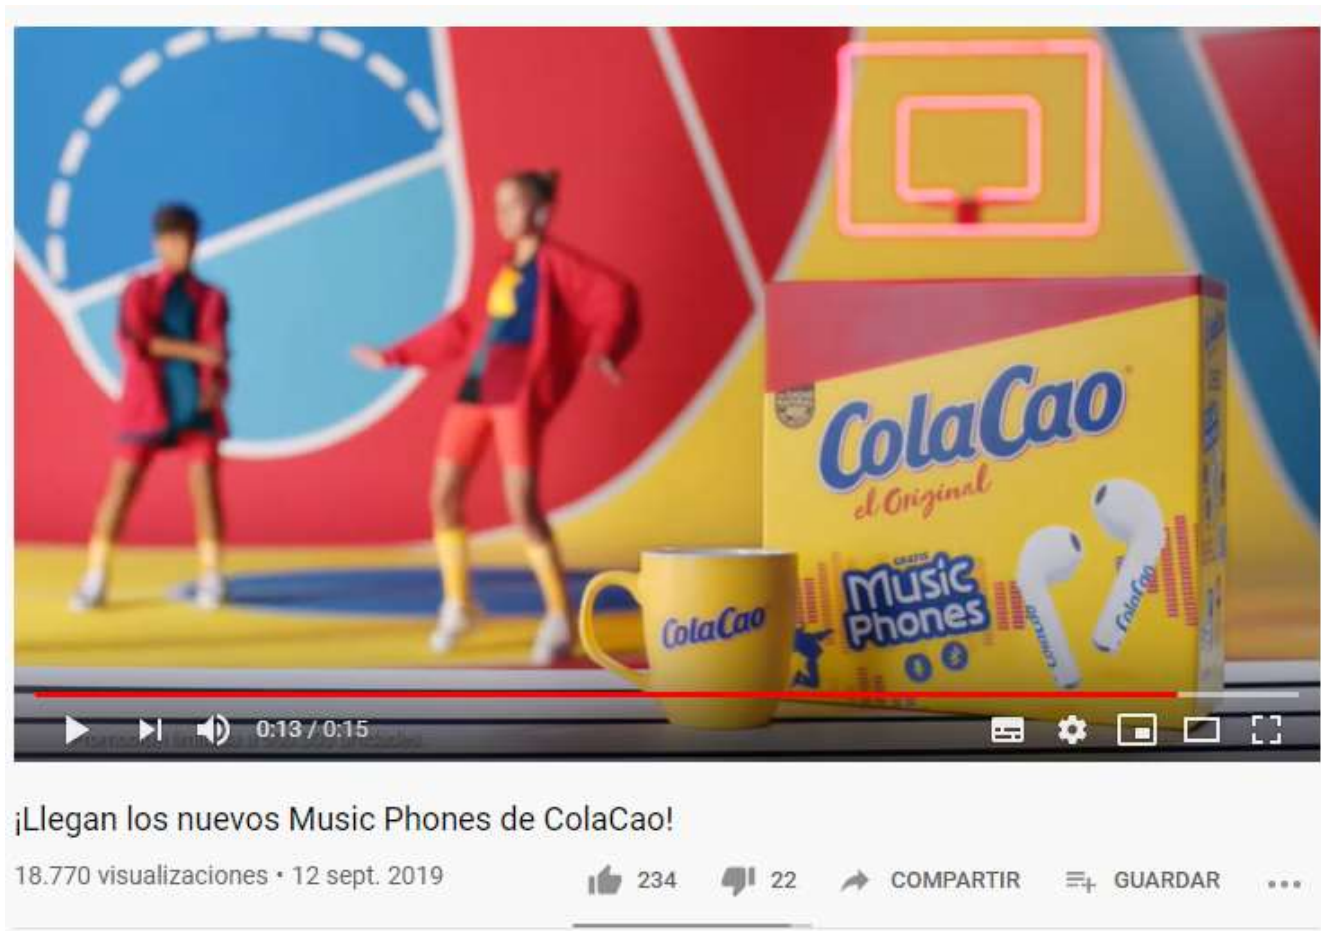 ColaCao
el Original
GRATIS
Music
Phones
ColaCao
ColaCao
ColaCao
0:13 / 0:15
¡Llegan los nuevos Music Phones de ColaCao!
18.770 visualizaciones • 12 sept. 2019
234
22
COMPARTIR
GUARDAR